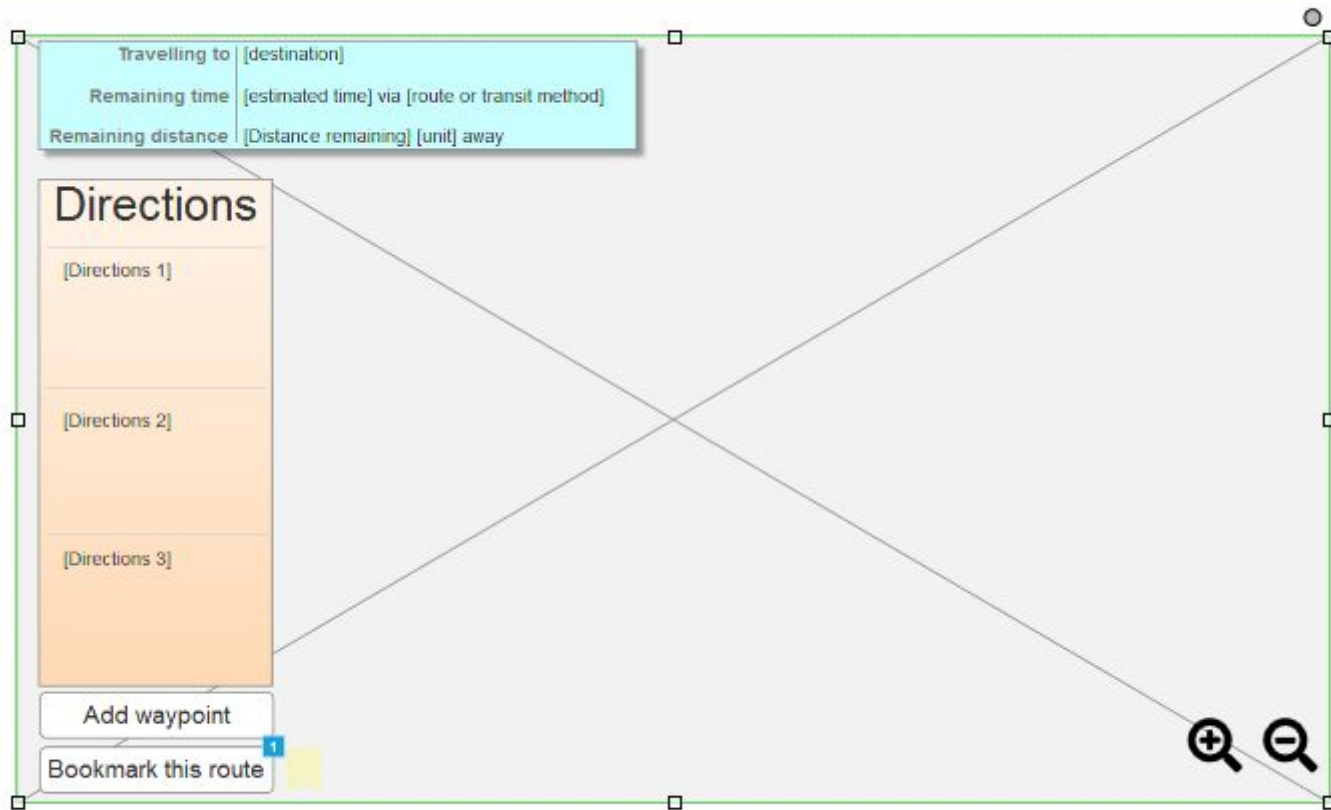 Travelling to [destination]
Remaining time [estimated time] via [route or transit method]
Remaining distance [Distance remaining] [unit] away
Directions
[Directions 1]
[Directions 2]
[Directions 3]
Add waypoint
1
Bookmark this route